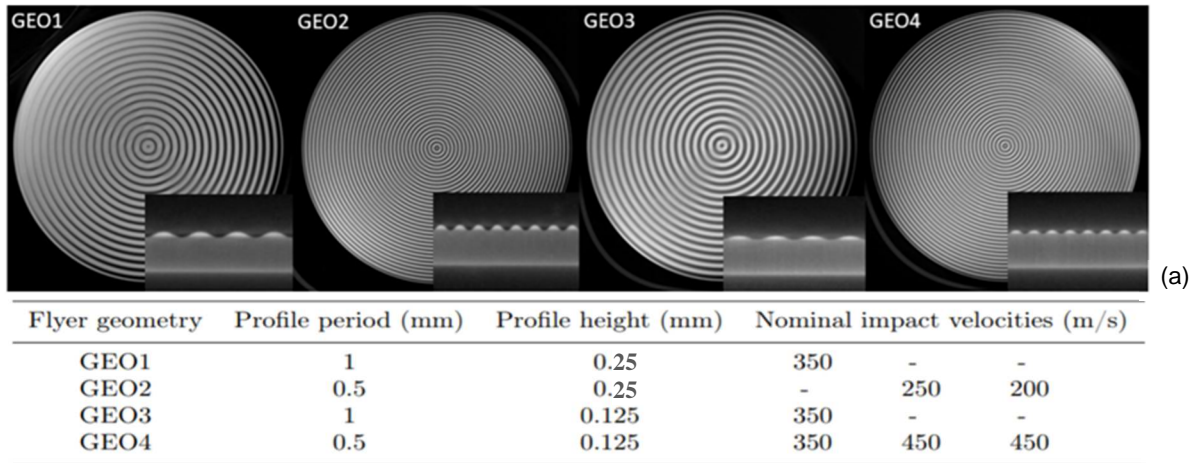 GEO1 GEO2 GEO3 GEO4
(a)
Flyer geometry Profile period (mm) Profile height (mm) Nominal impact velocities (m/s)
GEO1 1 0.25 350 - -
GEO2 0.5 0.25 - 250 200
GEO3 1 0.125 350 - -
GEO4 0.5 0.125 350 450 450